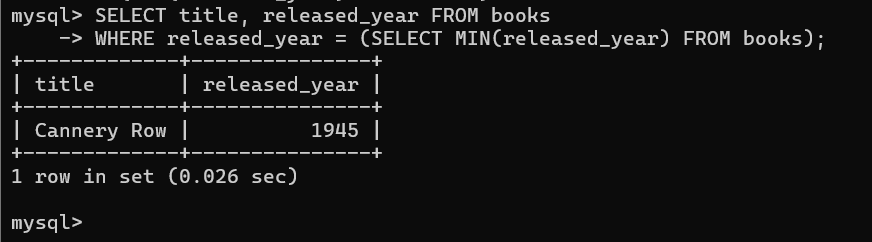 mysql> SELECT title, released_year FROM books
    -> WHERE released_year = (SELECT MIN(released_year) FROM books);
+-------------+---------------+
| title       | released_year |
+-------------+---------------+
| Cannery Row |          1945 |
+-------------+---------------+
1 row in set (0.026 sec)
mysql>